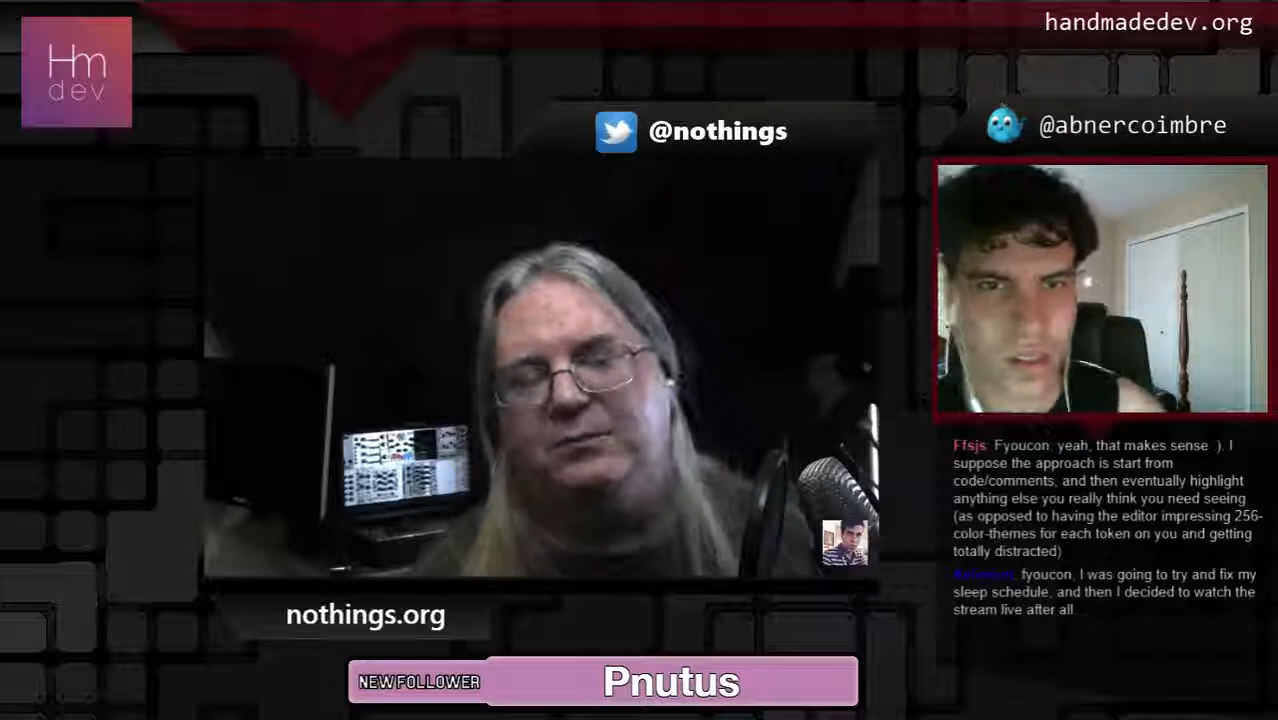 handmadedev.org
Hm
dev
@nothings
@abnercoimbre
Ffsjs: Fyoucon, yeah, that makes sense :). I
suppose the approach is start from
code/comments, and then eventually highlight
anything else you really think you need seeing
(as opposed to having the editor impressing 256-
color-themes for each token on you and getting
totally distracted)
fyoucon, I was going to try and fix my
sleep schedule, and then I decided to watch the
stream live after all
nothings.org
NEW FOLLOWER
Pnutus